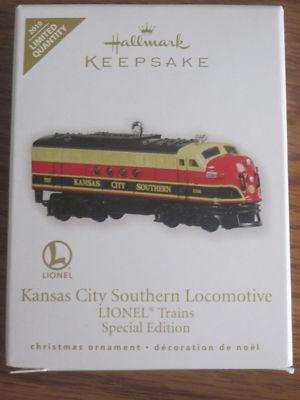 2010
LIMITED
QUANTITY
Hallmark
KEEPSAKE
KANSAS CITY SOUTHERN
LIONEL
Kansas City Southern Locomotive
LIONEL® Trains
Special Edition
christmas ornament • décoration de noël